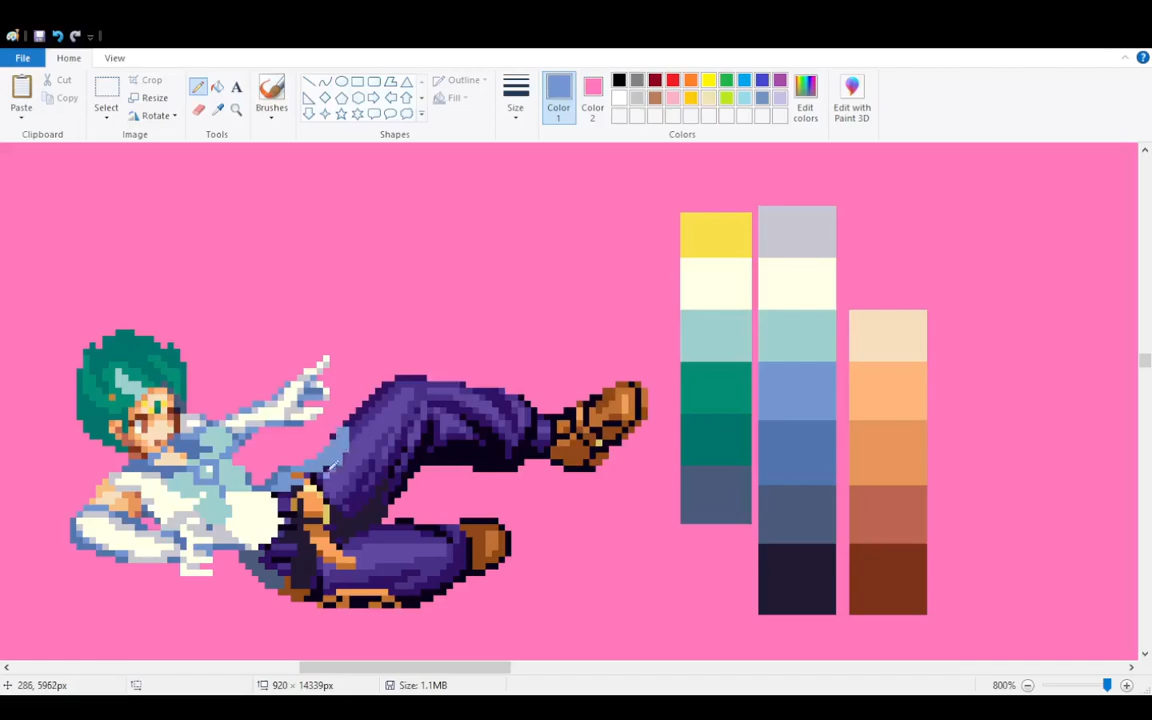 File Home View
Paste Cut Copy
Select Crop Resize Rotate
A
Brushes
Outline Fill
Size
Color 1 Color 2
Edit colors
Edit with Paint 3D
Clipboard Image Tools Shapes Colors
286, 5962px 920 × 14339px Size: 1.1MB 800%